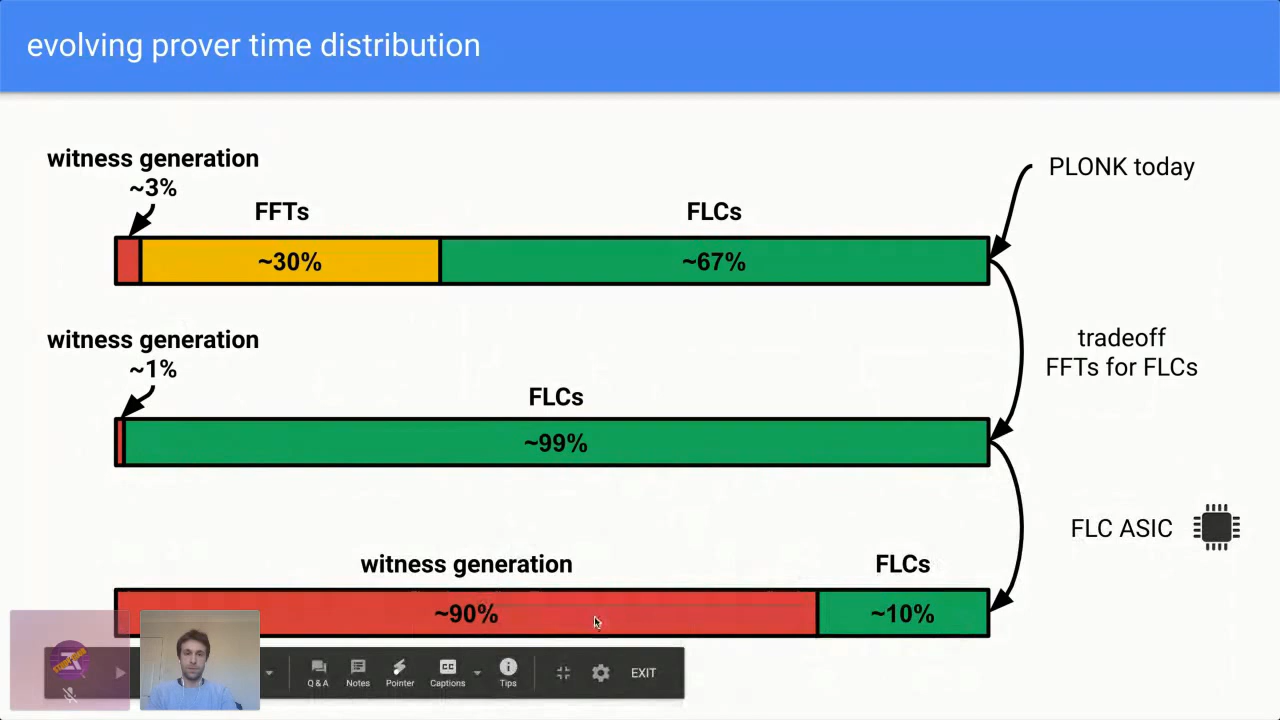 evolving prover time distribution
witness generation
~3%
FFTs
FLCs
PLONK today
~30%
~67%
witness generation
~1%
tradeoff
FFTs for FLCs
FLCs
~99%
FLC ASIC
witness generation
FLCs
~90%
~10%
Q & A
Notes
Pointer
Captions
Tips
EXIT
CC